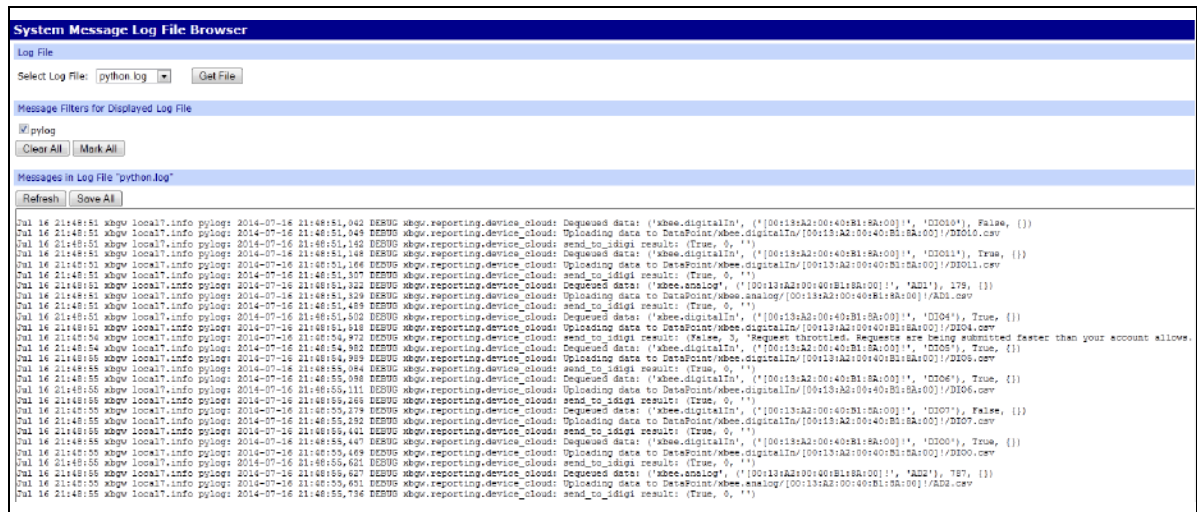 System Message Log File Browser
Log File
Select Log File: python.log Get File
Message Filters for Displayed Log File
pylog
Clear All Mark All
Messages in Log File "python.log"
Refresh Save All
Jul 16 21:48:51 xbgw local7.info pylog: 2014-07-16 21:48:51,042 DEBUG xbgw.reporting.device_cloud: Dequeued data: ('xbee.digitalIn', ('[00:13:A2:00:40:B1:8A:00]!', 'DIO10'), False, {})
Jul 16 21:48:51 xbgw local7.info pylog: 2014-07-16 21:48:51,049 DEBUG xbgw.reporting.device_cloud: Uploading data to DataPoint/xbee.digitalIn/[00:13:A2:00:40:B1:8A:00]!/DIO10.csv
Jul 16 21:48:51 xbgw local7.info pylog: 2014-07-16 21:48:51,142 DEBUG xbgw.reporting.device_cloud: send_to_idigi result: (True, 0, '')
Jul 16 21:48:51 xbgw local7.info pylog: 2014-07-16 21:48:51,148 DEBUG xbgw.reporting.device_cloud: Dequeued data: ('xbee.digitalIn', ('[00:13:A2:00:40:B1:8A:00]!', 'DIO11'), True, {})
Jul 16 21:48:51 xbgw local7.info pylog: 2014-07-16 21:48:51,166 DEBUG xbgw.reporting.device_cloud: Uploading data to DataPoint/xbee.digitalIn/[00:13:A2:00:40:B1:8A:00]!/DIO11.csv
Jul 16 21:48:51 xbgw local7.info pylog: 2014-07-16 21:48:51,307 DEBUG xbgw.reporting.device_cloud: send_to_idigi result: (True, 0, '')
Jul 16 21:48:51 xbgw local7.info pylog: 2014-07-16 21:48:51,322 DEBUG xbgw.reporting.device_cloud: Dequeued data: ('xbee.analog', ('[00:13:A2:00:40:B1:8A:00]!', 'AD1'), 179, {})
Jul 16 21:48:51 xbgw local7.info pylog: 2014-07-16 21:48:51,329 DEBUG xbgw.reporting.device_cloud: Uploading data to DataPoint/xbee.analog/[00:13:A2:00:40:B1:8A:00]!/AD1.csv
Jul 16 21:48:51 xbgw local7.info pylog: 2014-07-16 21:48:51,489 DEBUG xbgw.reporting.device_cloud: send_to_idigi result: (True, 0, '')
Jul 16 21:48:51 xbgw local7.info pylog: 2014-07-16 21:48:51,502 DEBUG xbgw.reporting.device_cloud: Dequeued data: ('xbee.digitalIn', ('[00:13:A2:00:40:B1:8A:00]!', 'DIO4'), True, {})
Jul 16 21:48:51 xbgw local7.info pylog: 2014-07-16 21:48:51,518 DEBUG xbgw.reporting.device_cloud: Uploading data to DataPoint/xbee.digitalIn/[00:13:A2:00:40:B1:8A:00]!/DIO4.csv
Jul 16 21:48:54 xbgw local7.info pylog: 2014-07-16 21:48:54,972 DEBUG xbgw.reporting.device_cloud: send_to_idigi result: (False, 3, 'Request throttled. Requests are being submitted faster than your account allows.
Jul 16 21:48:54 xbgw local7.info pylog: 2014-07-16 21:48:54,982 DEBUG xbgw.reporting.device_cloud: Dequeued data: ('xbee.digitalIn', ('[00:13:A2:00:40:B1:8A:00]!', 'DIO5'), True, {})
Jul 16 21:48:55 xbgw local7.info pylog: 2014-07-16 21:48:54,989 DEBUG xbgw.reporting.device_cloud: Uploading data to DataPoint/xbee.digitalIn/[00:13:A2:00:40:B1:8A:00]!/DIO5.csv
Jul 16 21:48:55 xbgw local7.info pylog: 2014-07-16 21:48:55,084 DEBUG xbgw.reporting.device_cloud: send_to_idigi result: (True, 0, '')
Jul 16 21:48:55 xbgw local7.info pylog: 2014-07-16 21:48:55,098 DEBUG xbgw.reporting.device_cloud: Dequeued data: ('xbee.digitalIn', ('[00:13:A2:00:40:B1:8A:00]!', 'DIO6'), True, {})
Jul 16 21:48:55 xbgw local7.info pylog: 2014-07-16 21:48:55,111 DEBUG xbgw.reporting.device_cloud: Uploading data to DataPoint/xbee.digitalIn/[00:13:A2:00:40:B1:8A:00]!/DIO6.csv
Jul 16 21:48:55 xbgw local7.info pylog: 2014-07-16 21:48:55,265 DEBUG xbgw.reporting.device_cloud: send_to_idigi result: (True, 0, '')
Jul 16 21:48:55 xbgw local7.info pylog: 2014-07-16 21:48:55,279 DEBUG xbgw.reporting.device_cloud: Dequeued data: ('xbee.digitalIn', ('[00:13:A2:00:40:B1:8A:00]!', 'DIO7'), False, {})
Jul 16 21:48:55 xbgw local7.info pylog: 2014-07-16 21:48:55,292 DEBUG xbgw.reporting.device_cloud: Uploading data to DataPoint/xbee.digitalIn/[00:13:A2:00:40:B1:8A:00]!/DIO7.csv
Jul 16 21:48:55 xbgw local7.info pylog: 2014-07-16 21:48:55,441 DEBUG xbgw.reporting.device_cloud: send_to_idigi result: (True, 0, '')
Jul 16 21:48:55 xbgw local7.info pylog: 2014-07-16 21:48:55,447 DEBUG xbgw.reporting.device_cloud: Dequeued data: ('xbee.digitalIn', ('[00:13:A2:00:40:B1:8A:00]!', 'DIO0'), True, {})
Jul 16 21:48:55 xbgw local7.info pylog: 2014-07-16 21:48:55,469 DEBUG xbgw.reporting.device_cloud: Uploading data to DataPoint/xbee.digitalIn/[00:13:A2:00:40:B1:8A:00]!/DIO0.csv
Jul 16 21:48:55 xbgw local7.info pylog: 2014-07-16 21:48:55,621 DEBUG xbgw.reporting.device_cloud: send_to_idigi result: (True, 0, '')
Jul 16 21:48:55 xbgw local7.info pylog: 2014-07-16 21:48:55,627 DEBUG xbgw.reporting.device_cloud: Dequeued data: ('xbee.analog', ('[00:13:A2:00:40:B1:8A:00]!', 'AD2'), 787, {})
Jul 16 21:48:55 xbgw local7.info pylog: 2014-07-16 21:48:55,651 DEBUG xbgw.reporting.device_cloud: Uploading data to DataPoint/xbee.analog/[00:13:A2:00:40:B1:8A:00]!/AD2.csv
Jul 16 21:48:55 xbgw local7.info pylog: 2014-07-16 21:48:55,736 DEBUG xbgw.reporting.device_cloud: send_to_idigi result: (True, 0, '')